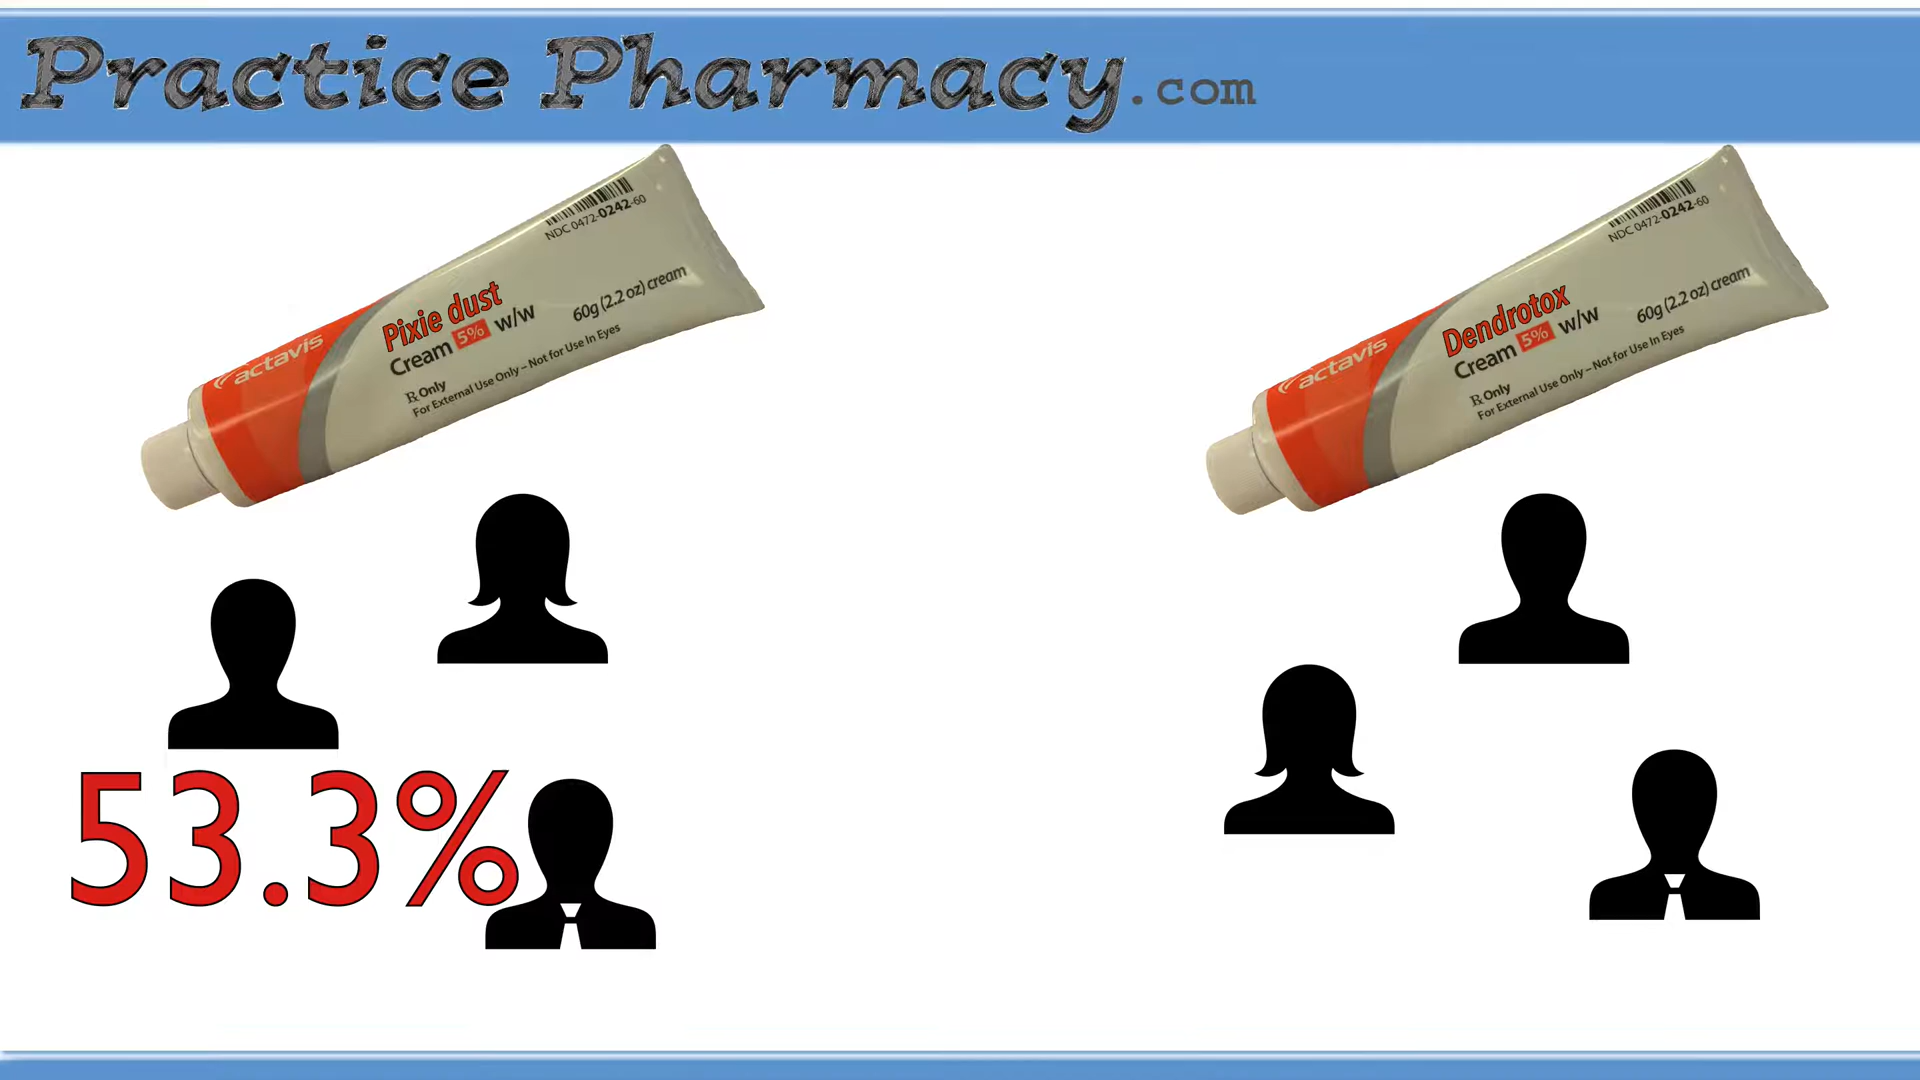 Practice Pharmacy.com
NDC 0472-0242-60
Pixie dust
Cream 5% w/w
60g (2.2 oz) cream
℞ Only
For External Use Only – Not for Use In Eyes
actavis
NDC 0472-0242-60
Dendrotox
Cream 5% w/w
60g (2.2 oz) cream
℞ Only
For External Use Only – Not for Use In Eyes
actavis
53.3%